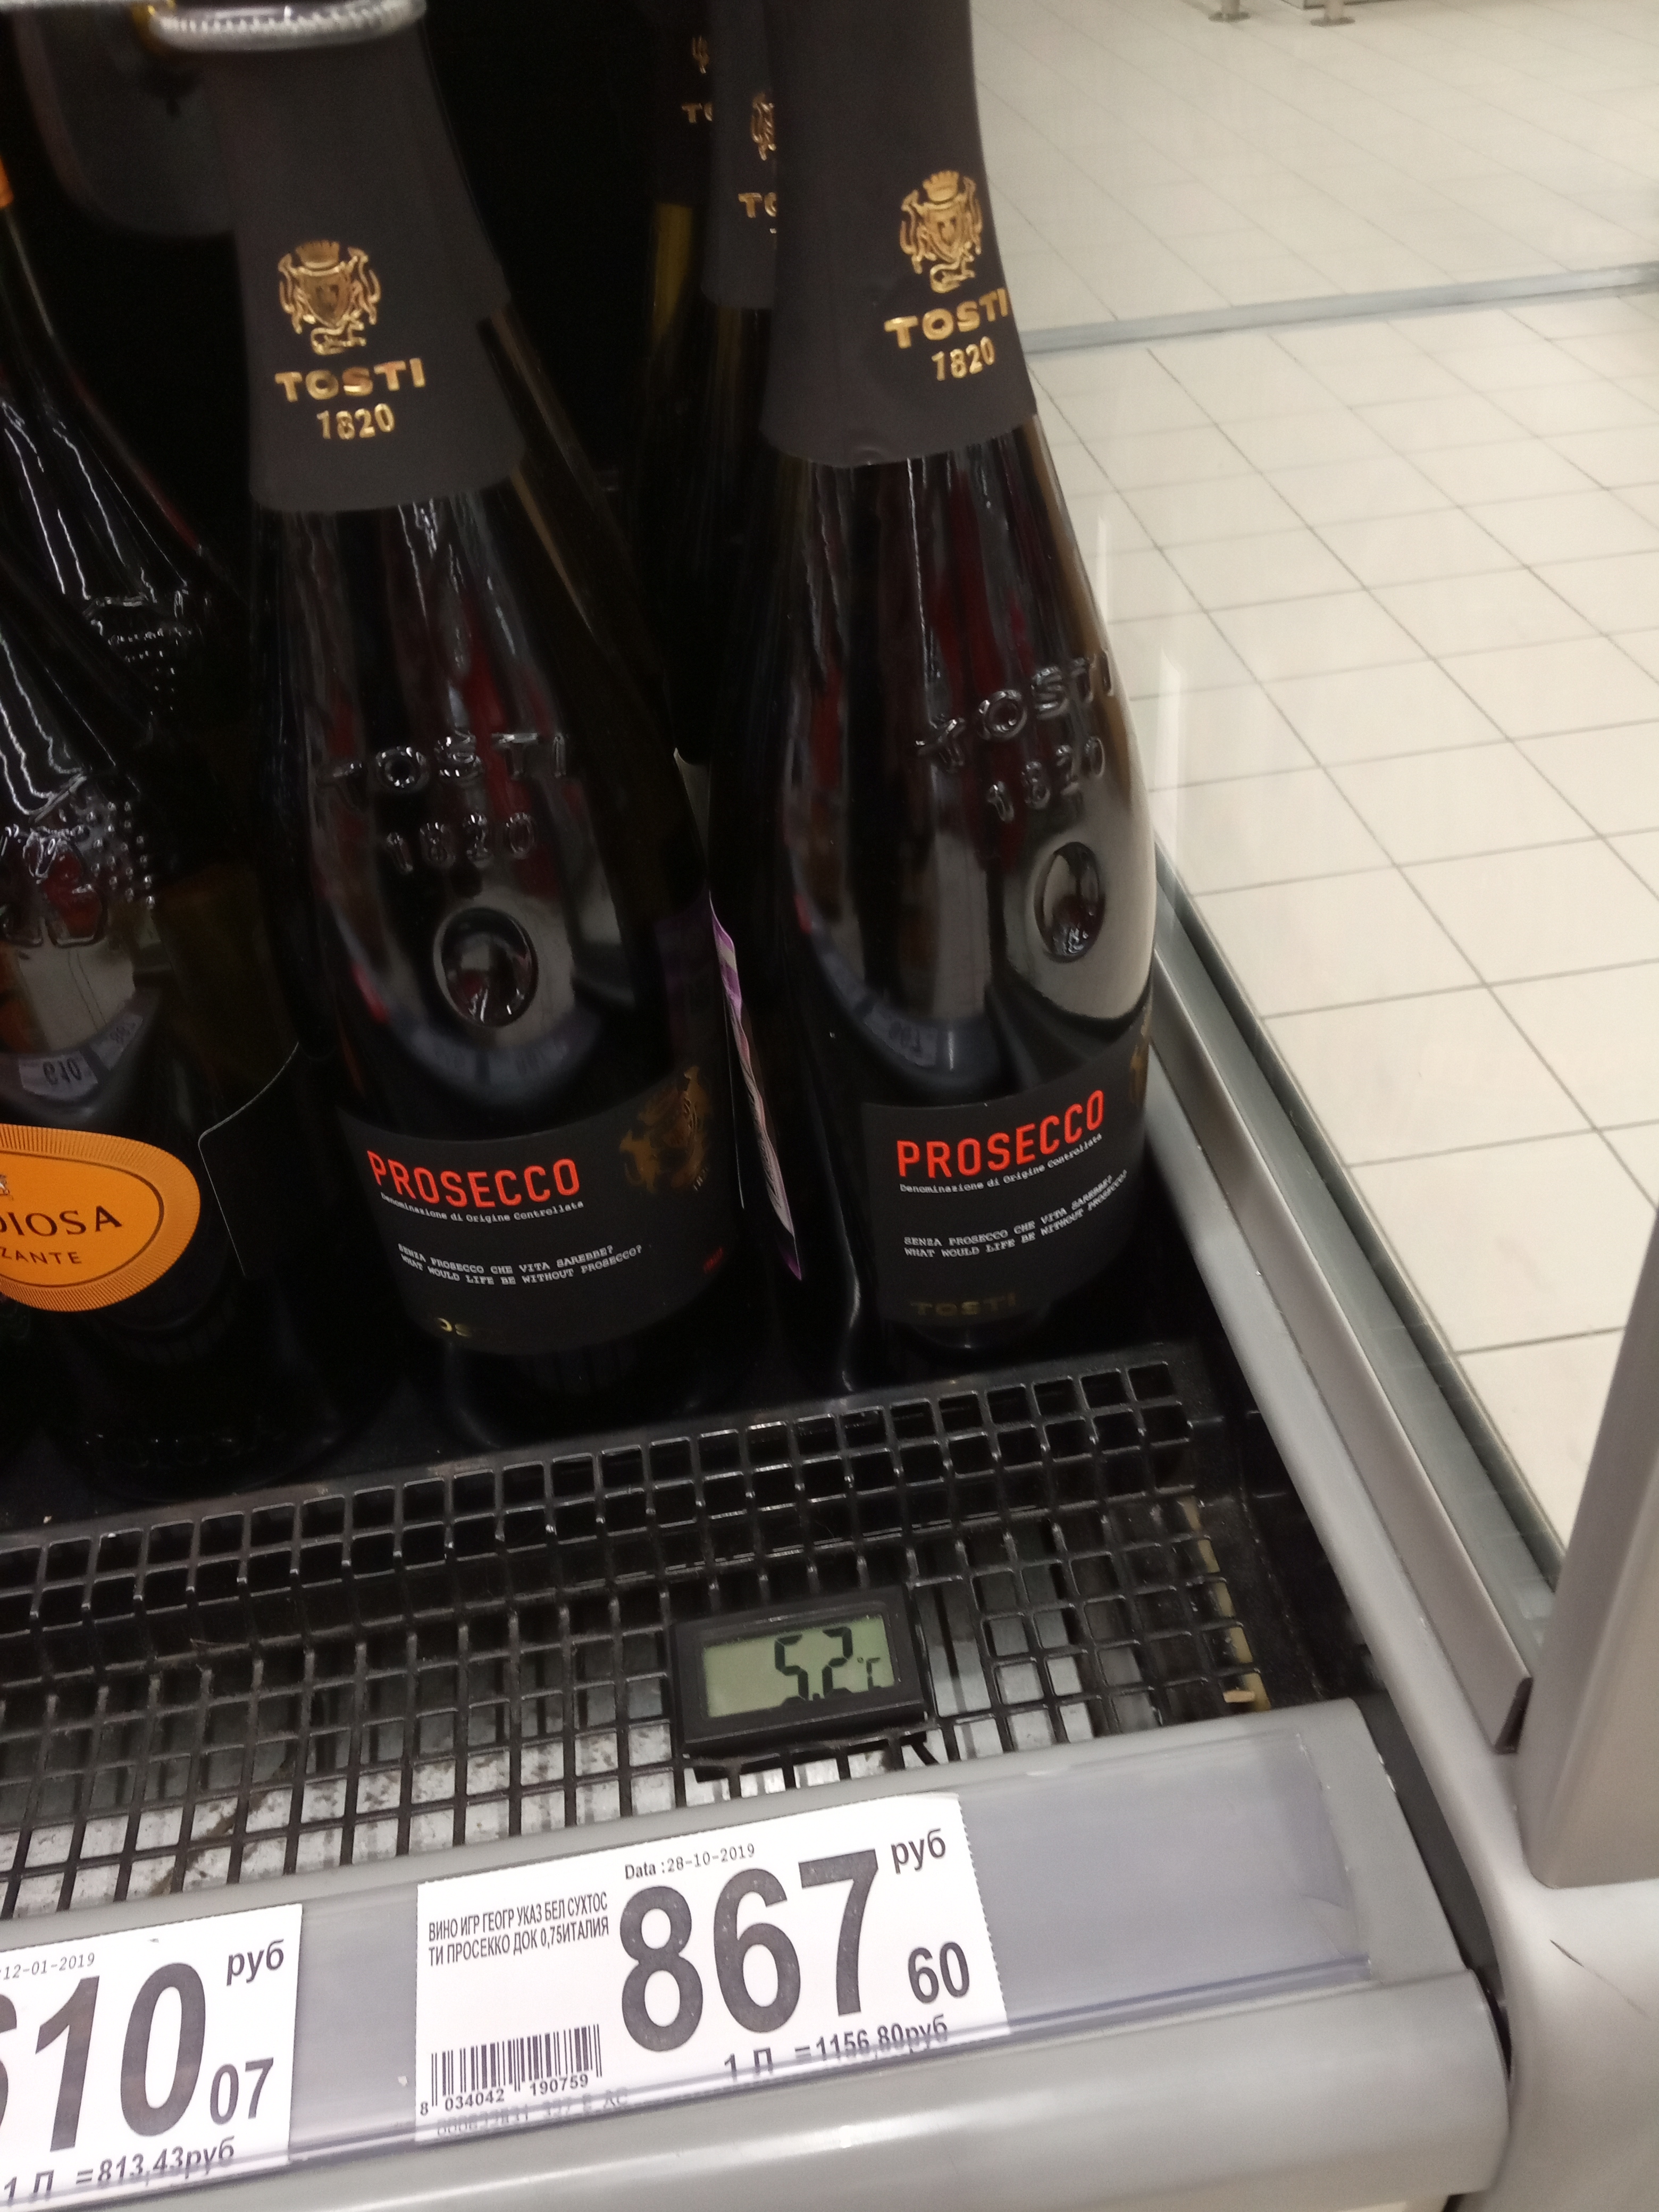 TOSTI
1820
TOSTI
1820
TOSTI
1820
TOSTI
1820
PROSECCO
Denominazione di Origine Controllata
SENZA PROSECCO CHE VITA SAREBBE?
WHAT WOULD LIFE BE WITHOUT PROSECCO?
PROSECCO
Denominazione di Origine Controllata
SENZA PROSECCO CHE VITA SAREBBE?
WHAT WOULD LIFE BE WITHOUT PROSECCO?
TOSTI
5.2°C
Data :28-10-2019
ВИНО ИГР ГЕОГР УКАЗ БЕЛ СУХТОС
ТИ ПРОСЕККО ДОК 0,75ИТАЛИЯ
867 60 руб
1 Л =1156,80руб
8 034042 190759
12-01-2019
610 07 руб
1 Л =813,43руб